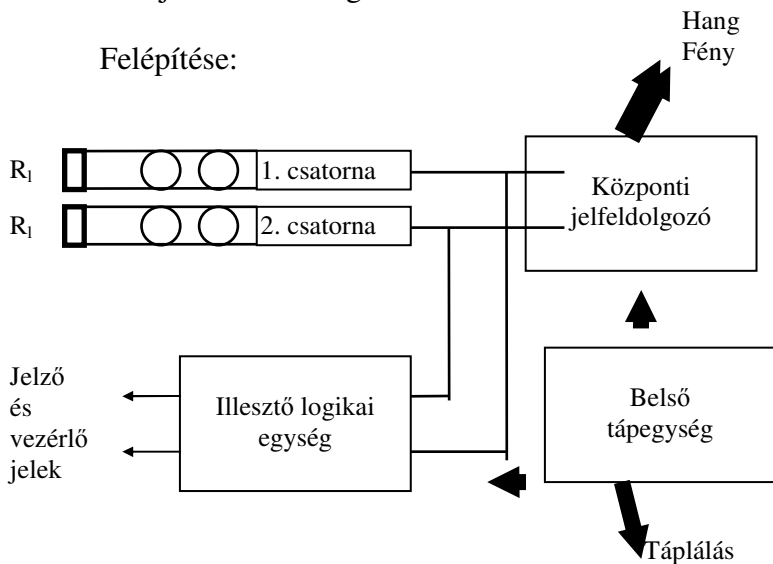 Felépítése:
Hang
Fény
R₁
1. csatorna
R₁
2. csatorna
Központi
jelfeldolgozó
Jelző
és
vezérlő
jelek
Illesztő logikai
egység
Belső
tápegység
Táplálás